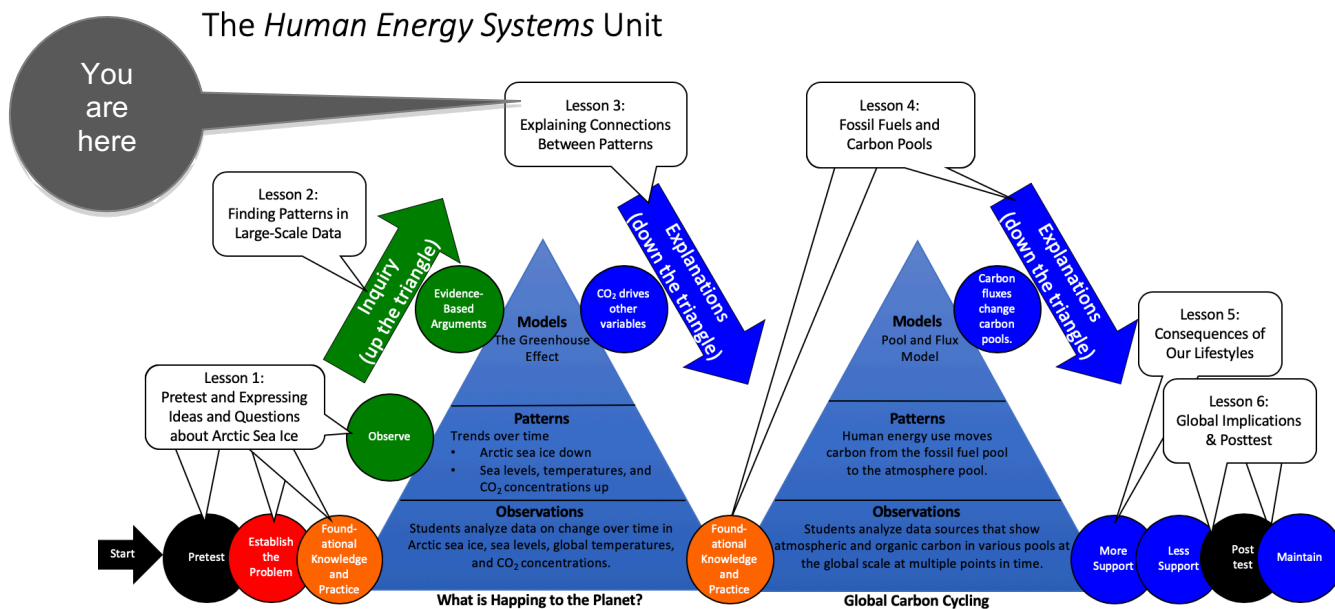 The Human Energy Systems Unit
You
are
here
Lesson 3:
Explaining Connections
Between Patterns
Lesson 4:
Fossil Fuels and
Carbon Pools
Lesson 2:
Finding Patterns in
Large-Scale Data
Inquiry
(up the triangle)
Explanations
(down the triangle)
Explanations
(down the triangle)
Evidence-
Based
Arguments
CO₂ drives
other
variables
Carbon
fluxes
change
carbon
pools.
Models
The Greenhouse
Effect
Models
Pool and Flux
Model
Lesson 5:
Consequences of
Our Lifestyles
Lesson 1:
Pretest and Expressing
Ideas and Questions
about Arctic Sea Ice
Lesson 6:
Global Implications
& Posttest
Observe
Patterns
Trends over time
• Arctic sea ice down
• Sea levels, temperatures, and
CO₂ concentrations up
Patterns
Human energy use moves
carbon from the fossil fuel pool
to the atmosphere pool.
Start
Pretest
Establish
the
Problem
Found-
ational
Knowledge
and
Practice
Observations
Students analyze data on change over time in
Arctic sea ice, sea levels, global temperatures,
and CO₂ concentrations.
Found-
ational
Knowledge
and
Practice
Observations
Students analyze data sources that show
atmospheric and organic carbon in various pools at
the global scale at multiple points in time.
More
Support
Less
Support
Post
test
Maintain
What is Happing to the Planet?
Global Carbon Cycling